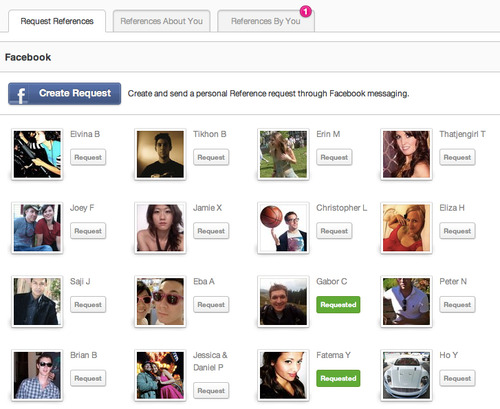 Request References
References About You
References By You
1
Facebook
f Create Request
Create and send a personal Reference request through Facebook messaging.
Elvina B
Request
Tikhon B
Request
Erin M
Request
Thatjengirl T
Request
Joey F
Request
Jamie X
Request
Christopher L
Request
Eliza H
Request
Saji J
Request
Eba A
Request
Gabor C
Requested
Peter N
Request
Brian B
Request
Jessica &
Daniel P
Request
Fatema Y
Requested
Ho Y
Request